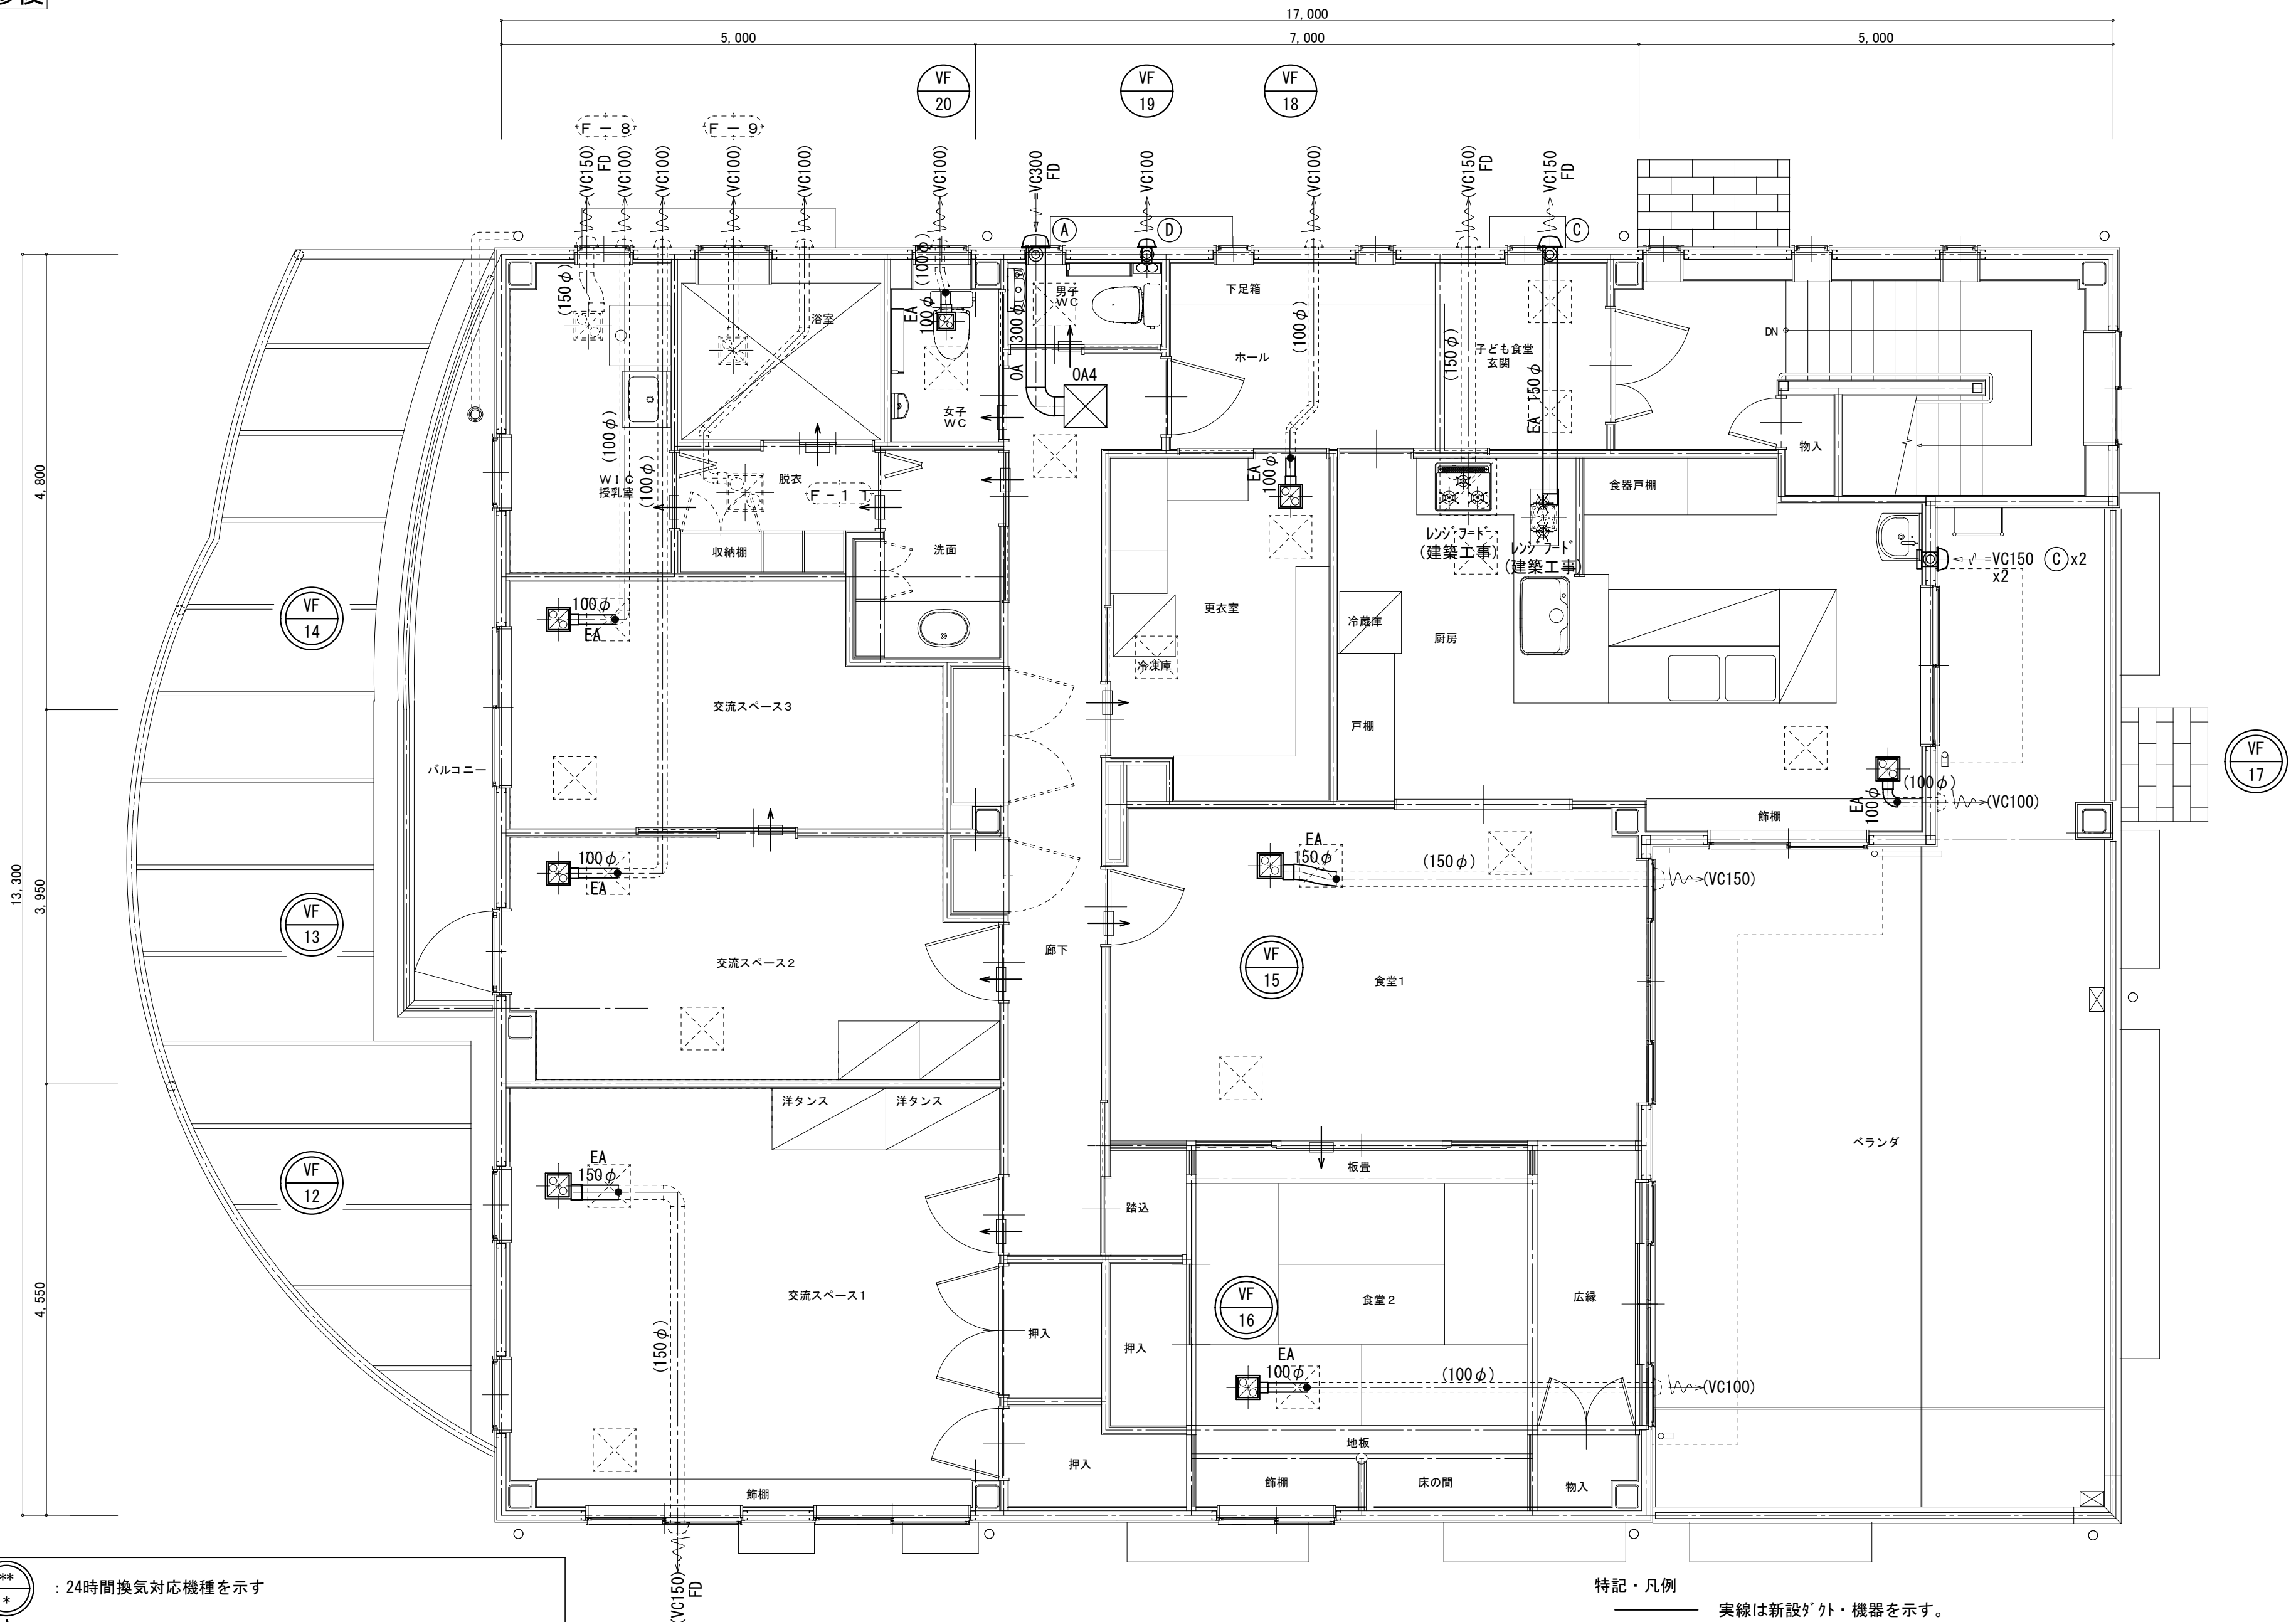 17,000
5,000
7,000
5,000
VF
20
VF
19
VF
18
F - 8
F - 9
(VC150)
FD
(VC100)
(VC100)
(VC100)
(VC100)
(VC100)
VC300
FD
VC100
(VC100)
(VC150)
FD
VC150
FD
A
D
C
(150φ)
(100φ)
浴室
EA
100φ
300φ
OA
男子
WC
下足箱
(100φ)
ホール
OA4
(150φ)
子ども食堂
玄関
EA 150φ
DN
女子
WC
物入
4,800
(100φ)
WIC
授乳室
(100φ)
脱衣
F-11
収納棚
洗面
EA
100φ
食器戸棚
レンジフード
(建築工事)
レンジフード
(建築工事)
VC150
x2
C
x2
VF
14
100φ
EA
更衣室
冷蔵庫
厨房
冷凍庫
交流スペース3
戸棚
バルコニー
VF
17
EA
100φ
(100φ)
(VC100)
飾棚
13,300
3,950
100φ
EA
EA
150φ
(150φ)
(VC150)
VF
13
交流スペース2
廊下
VF
15
食堂1
洋タンス
洋タンス
ベランダ
VF
12
EA
150φ
板畳
踏込
交流スペース1
4,550
(150φ)
押入
押入
VF
16
食堂2
広縁
EA
100φ
(100φ)
(VC100)
地板
押入
飾棚
床の間
物入
飾棚
(VC150)
FD
**
*
：24時間換気対応機種を示す
特記・凡例
実線は新設ダクト・機器を示す。